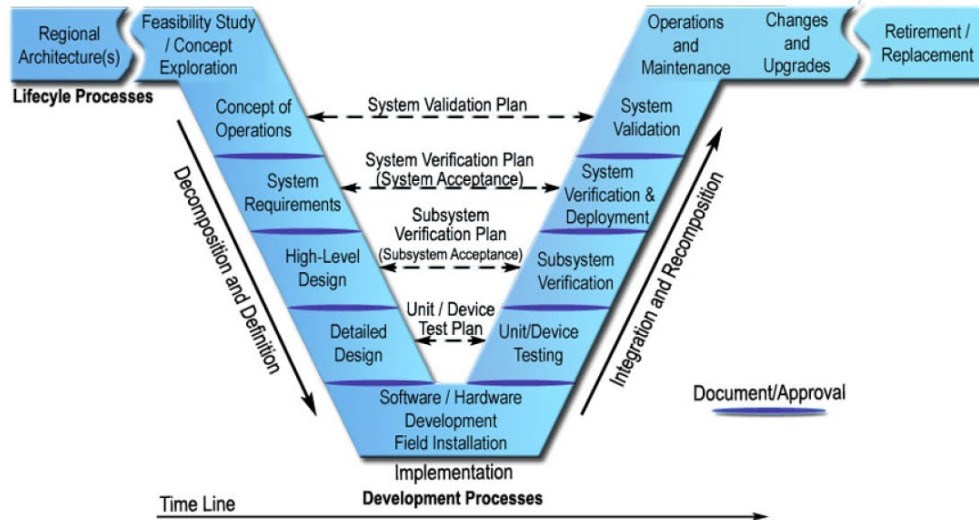 Regional
Architecture(s)
Feasibility Study
/ Concept
Exploration
Operations
and
Maintenance
Changes
and
Upgrades
Retirement /
Replacement
Lifecyle Processes
Concept of
Operations
System Validation Plan
System
Validation
System
Requirements
System Verification Plan
(System Acceptance)
System
Verification &
Deployment
High-Level
Design
Subsystem
Verification Plan
(Subsystem Acceptance)
Subsystem
Verification
Detailed
Design
Unit / Device
Test Plan
Unit/Device
Testing
Decomposition and Definition
Integration and Recomposition
Software / Hardware
Development
Field Installation
Document/Approval
Implementation
Development Processes
Time Line